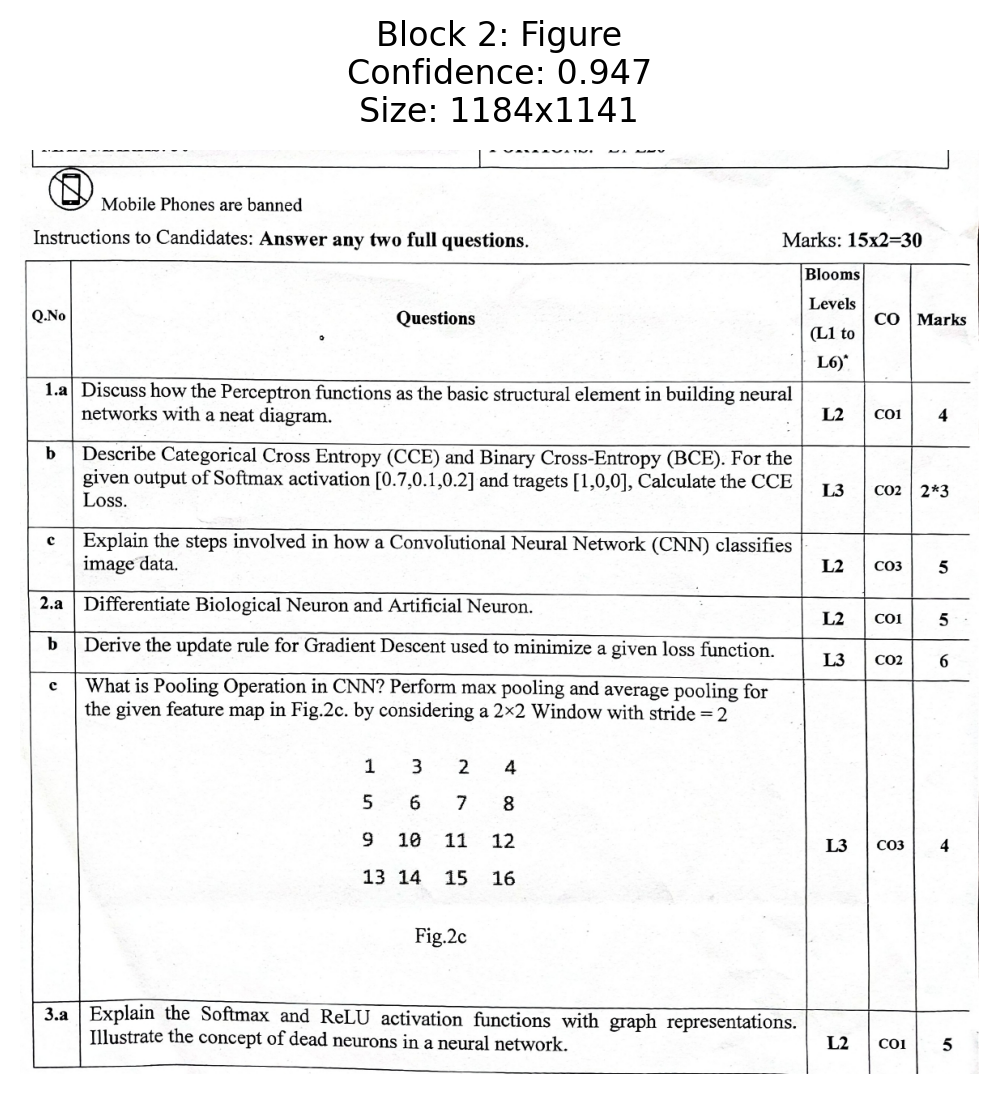 Block 2: Figure
Confidence: 0.947
Size: 1184x1141
Mobile Phones are banned
Instructions to Candidates: Answer any two full questions. Marks: 15x2=30
Q.No Questions Blooms Levels (L1 to L6)* CO Marks
1.a Discuss how the Perceptron functions as the basic structural element in building neural
networks with a neat diagram. L2 CO1 4
b Describe Categorical Cross Entropy (CCE) and Binary Cross-Entropy (BCE). For the
given output of Softmax activation [0.7,0.1,0.2] and tragets [1,0,0], Calculate the CCE
Loss. L3 CO2 2*3
c Explain the steps involved in how a Convolutional Neural Network (CNN) classifies
image data. L2 CO3 5
2.a Differentiate Biological Neuron and Artificial Neuron. L2 CO1 5
b Derive the update rule for Gradient Descent used to minimize a given loss function. L3 CO2 6
c What is Pooling Operation in CNN? Perform max pooling and average pooling for
the given feature map in Fig.2c. by considering a 2×2 Window with stride = 2
1 3 2 4
5 6 7 8
9 10 11 12 L3 CO3 4
13 14 15 16
Fig.2c
3.a Explain the Softmax and ReLU activation functions with graph representations.
Illustrate the concept of dead neurons in a neural network. L2 CO1 5